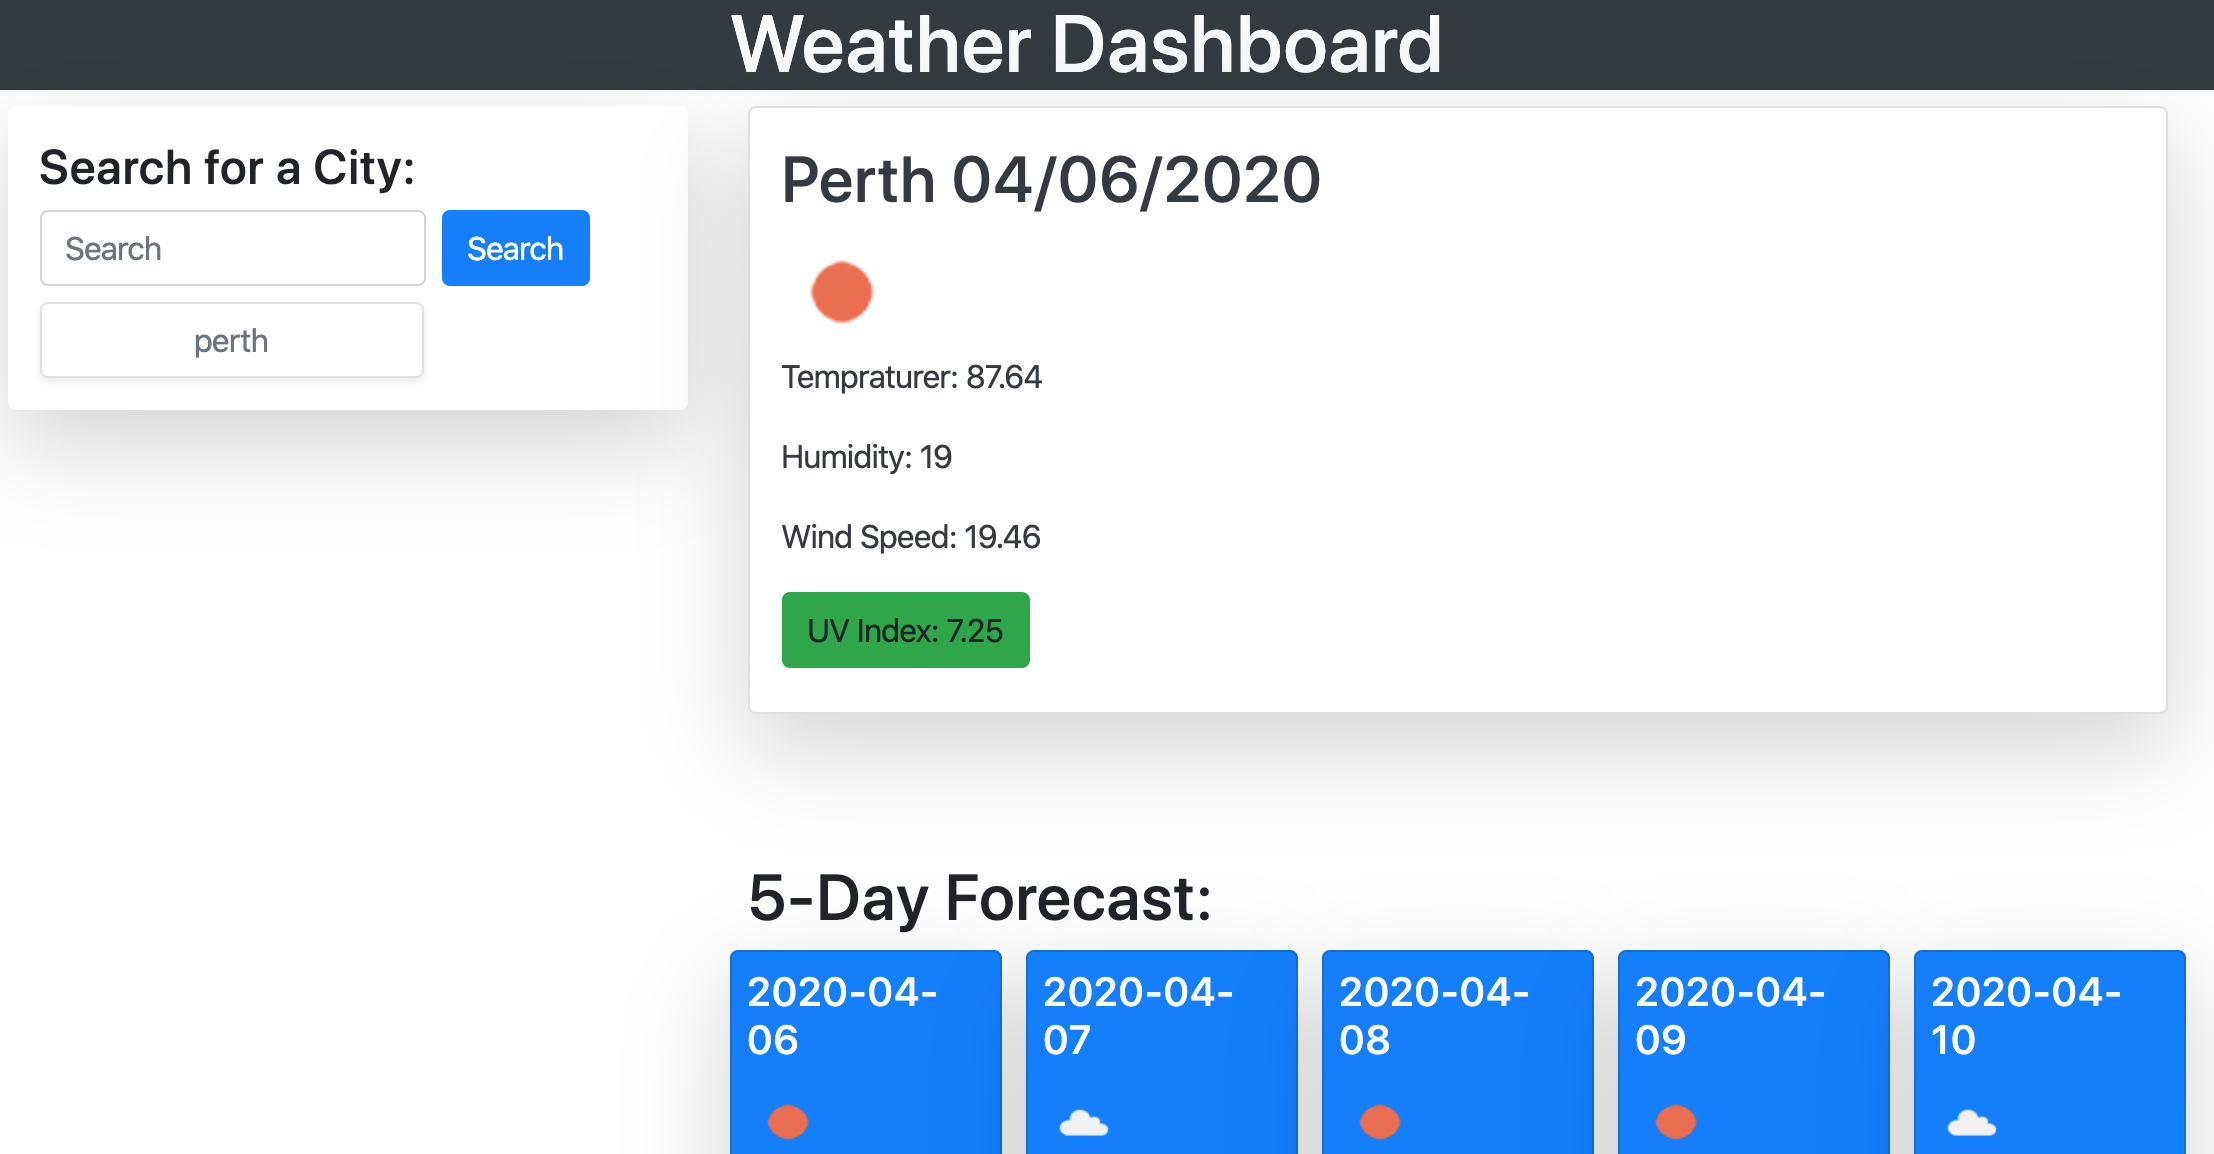 Weather Dashboard
Search for a City:
Search
Search
perth
Perth 04/06/2020
Tempraturer: 87.64
Humidity: 19
Wind Speed: 19.46
UV Index: 7.25
5-Day Forecast:
2020-04-
06
2020-04-
07
2020-04-
08
2020-04-
09
2020-04-
10